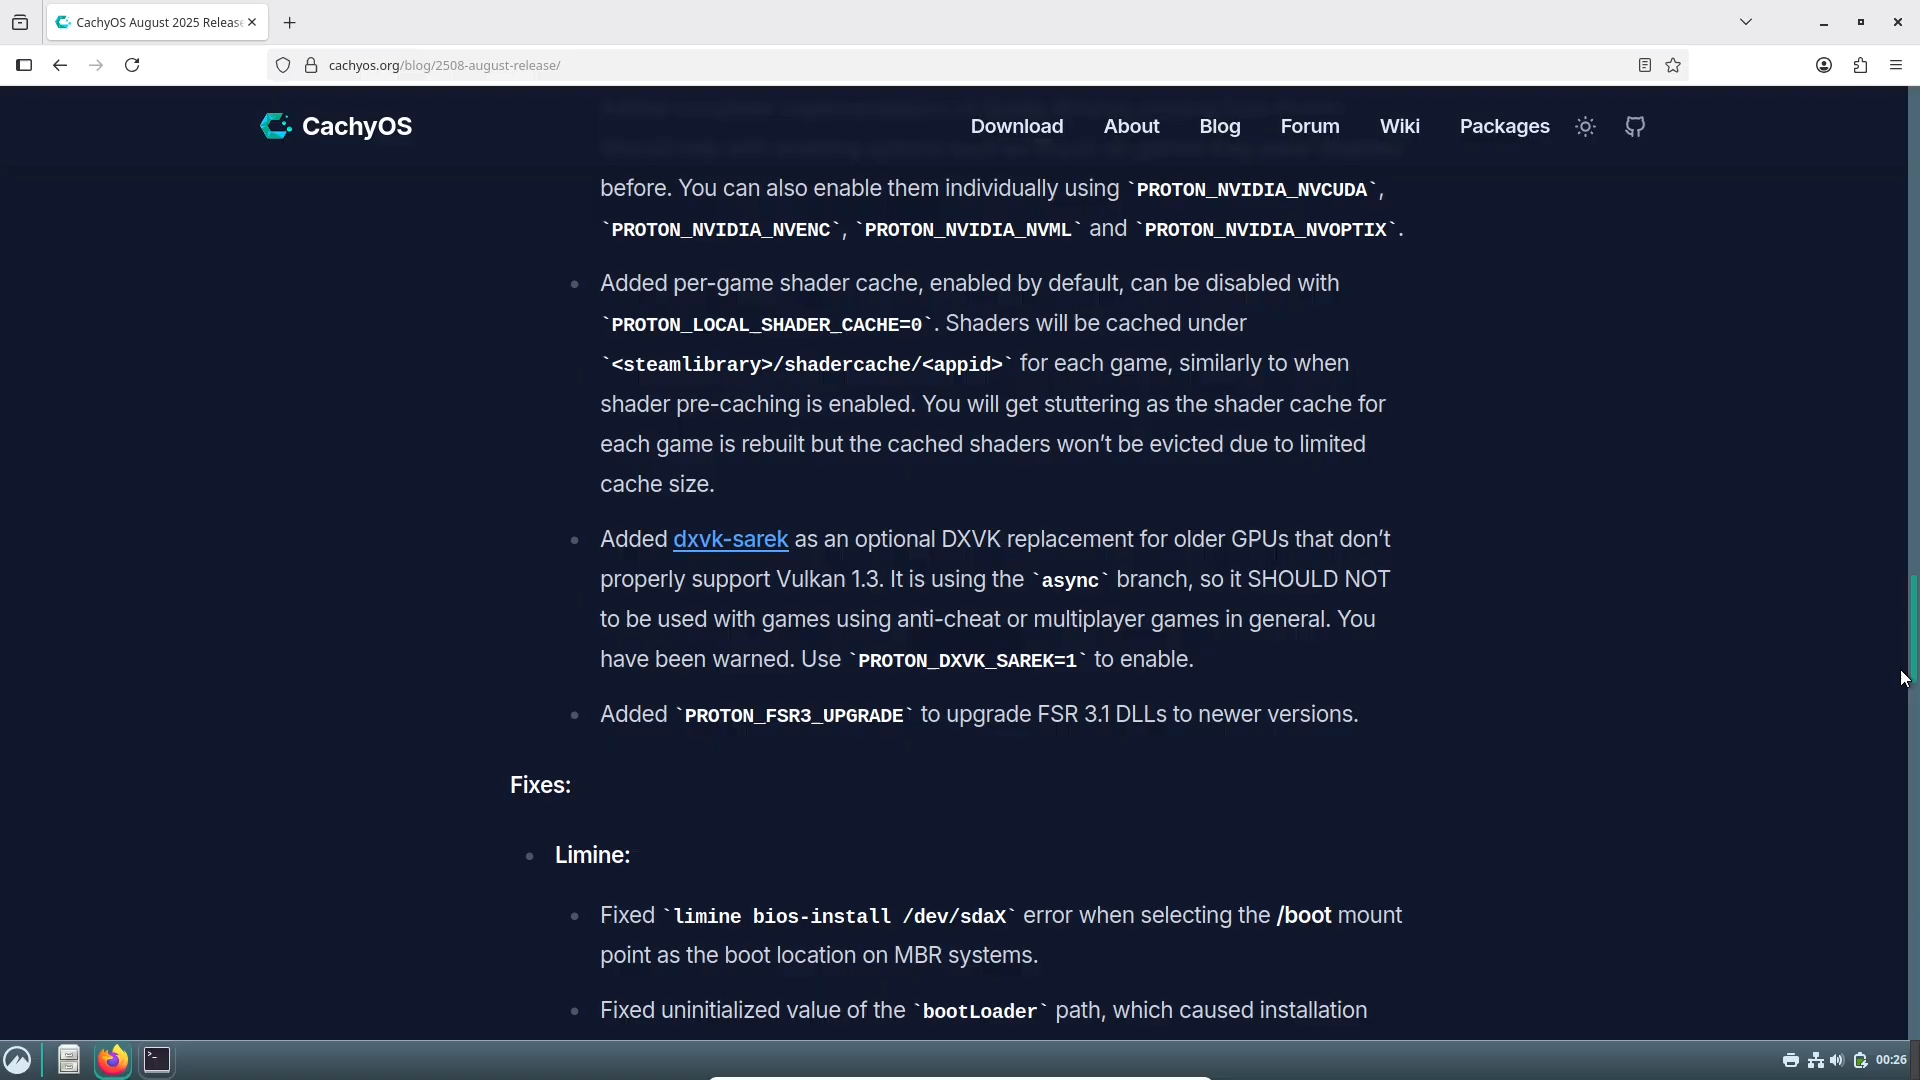 CachyOS August 2025 Release
cachyos.org/blog/2508-august-release/
CachyOS
Download About Blog Forum Wiki Packages
before. You can also enable them individually using `PROTON_NVIDIA_NVCUDA`,
`PROTON_NVIDIA_NVENC`, `PROTON_NVIDIA_NVML` and `PROTON_NVIDIA_NVOPTIX`.
Added per-game shader cache, enabled by default, can be disabled with
`PROTON_LOCAL_SHADER_CACHE=0`. Shaders will be cached under
`<steamlibrary>/shadercache/<appid>` for each game, similarly to when
shader pre-caching is enabled. You will get stuttering as the shader cache for
each game is rebuilt but the cached shaders won’t be evicted due to limited
cache size.
Added dxvk-sarek as an optional DXVK replacement for older GPUs that don’t
properly support Vulkan 1.3. It is using the `async` branch, so it SHOULD NOT
to be used with games using anti-cheat or multiplayer games in general. You
have been warned. Use `PROTON_DXVK_SAREK=1` to enable.
Added `PROTON_FSR3_UPGRADE` to upgrade FSR 3.1 DLLs to newer versions.
Fixes:
Limine:
Fixed `limine bios-install /dev/sdaX` error when selecting the /boot mount
point as the boot location on MBR systems.
Fixed uninitialized value of the `bootLoader` path, which caused installation
00:26